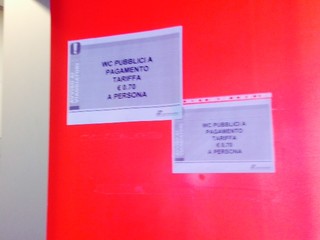 WC PUBBLICI A
PAGAMENTO
TARIFFA
€ 0.70
A PERSONA
WC PUBBLICI A
PAGAMENTO
TARIFFA
€ 0.70
A PERSONA